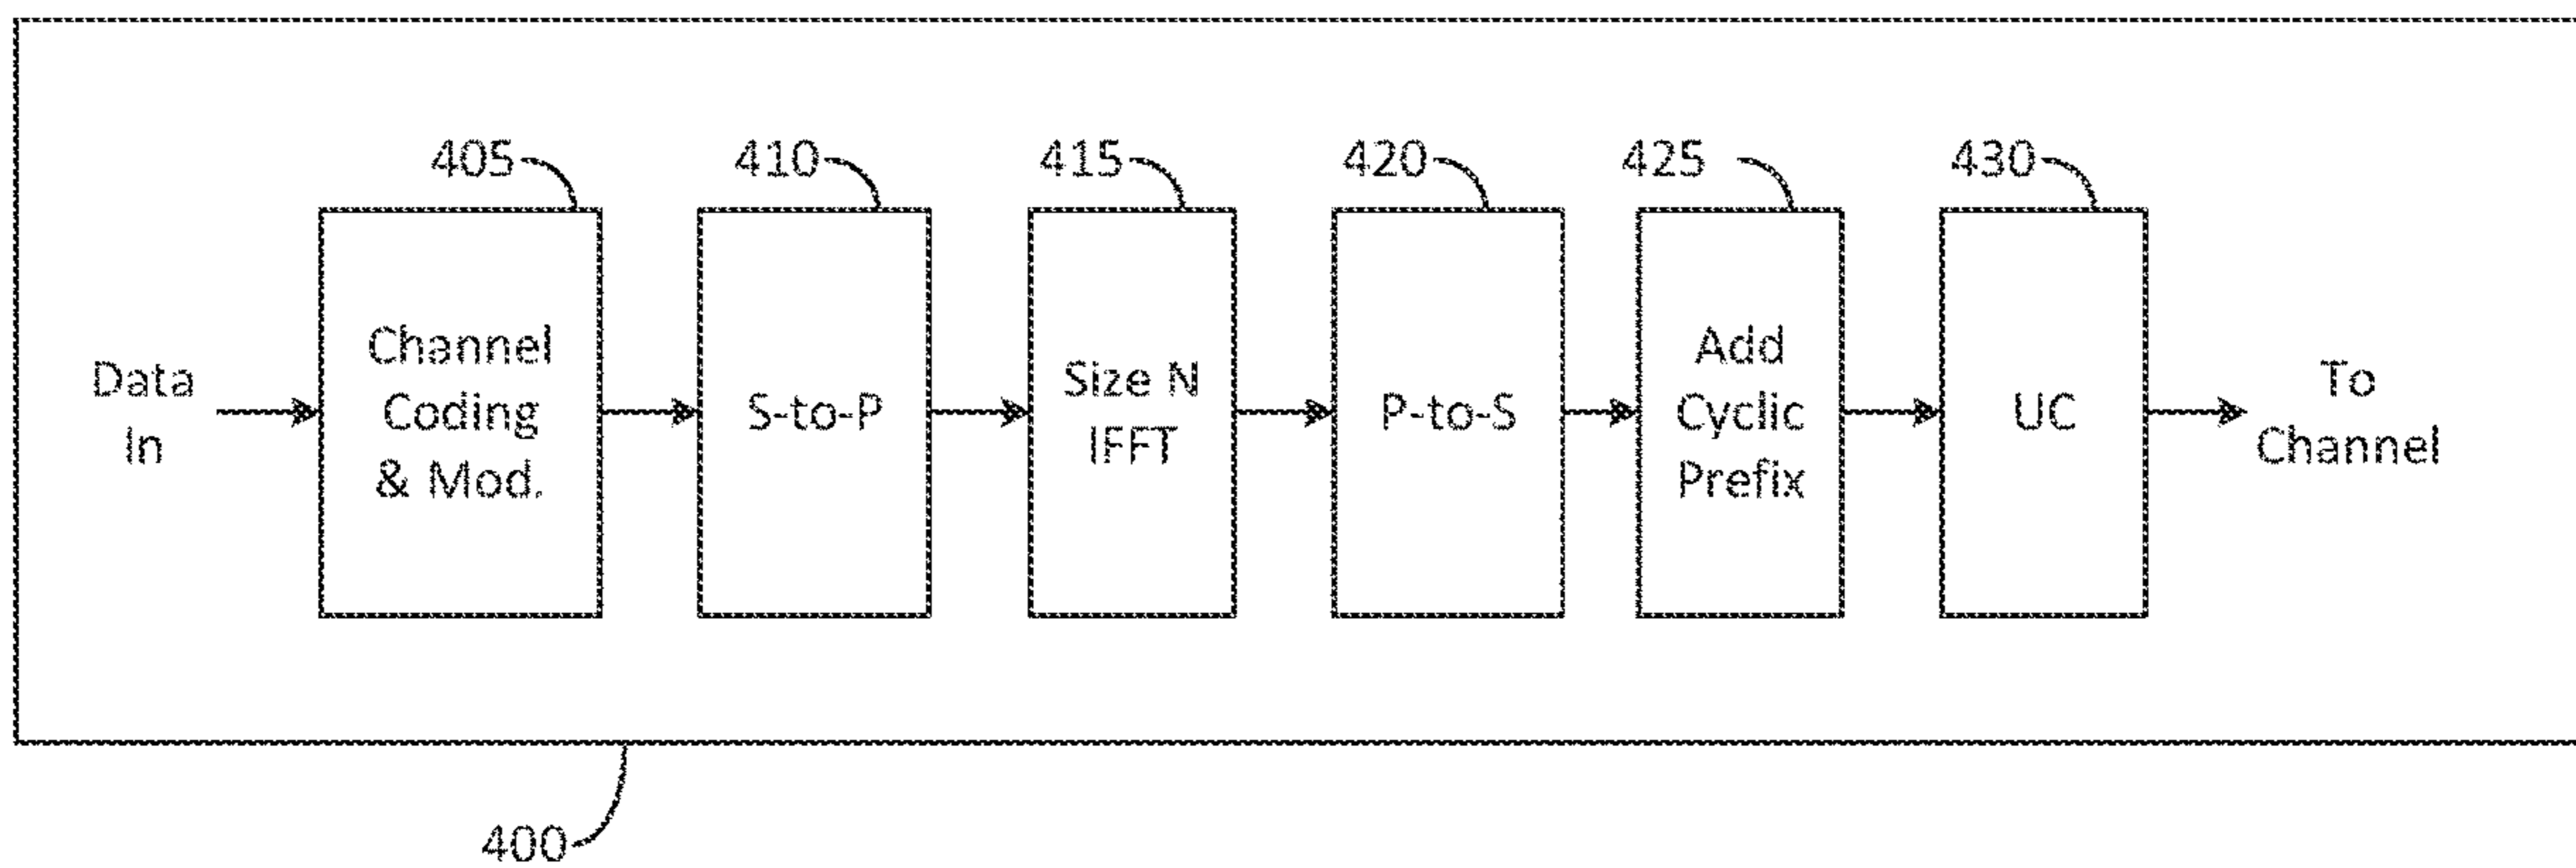 405
410
415
420
425
430
Data
In
Channel
Coding
& Mod.
S-to-P
Size N
IFFT
P-to-S
Add
Cyclic
Prefix
UC
To
Channel
400